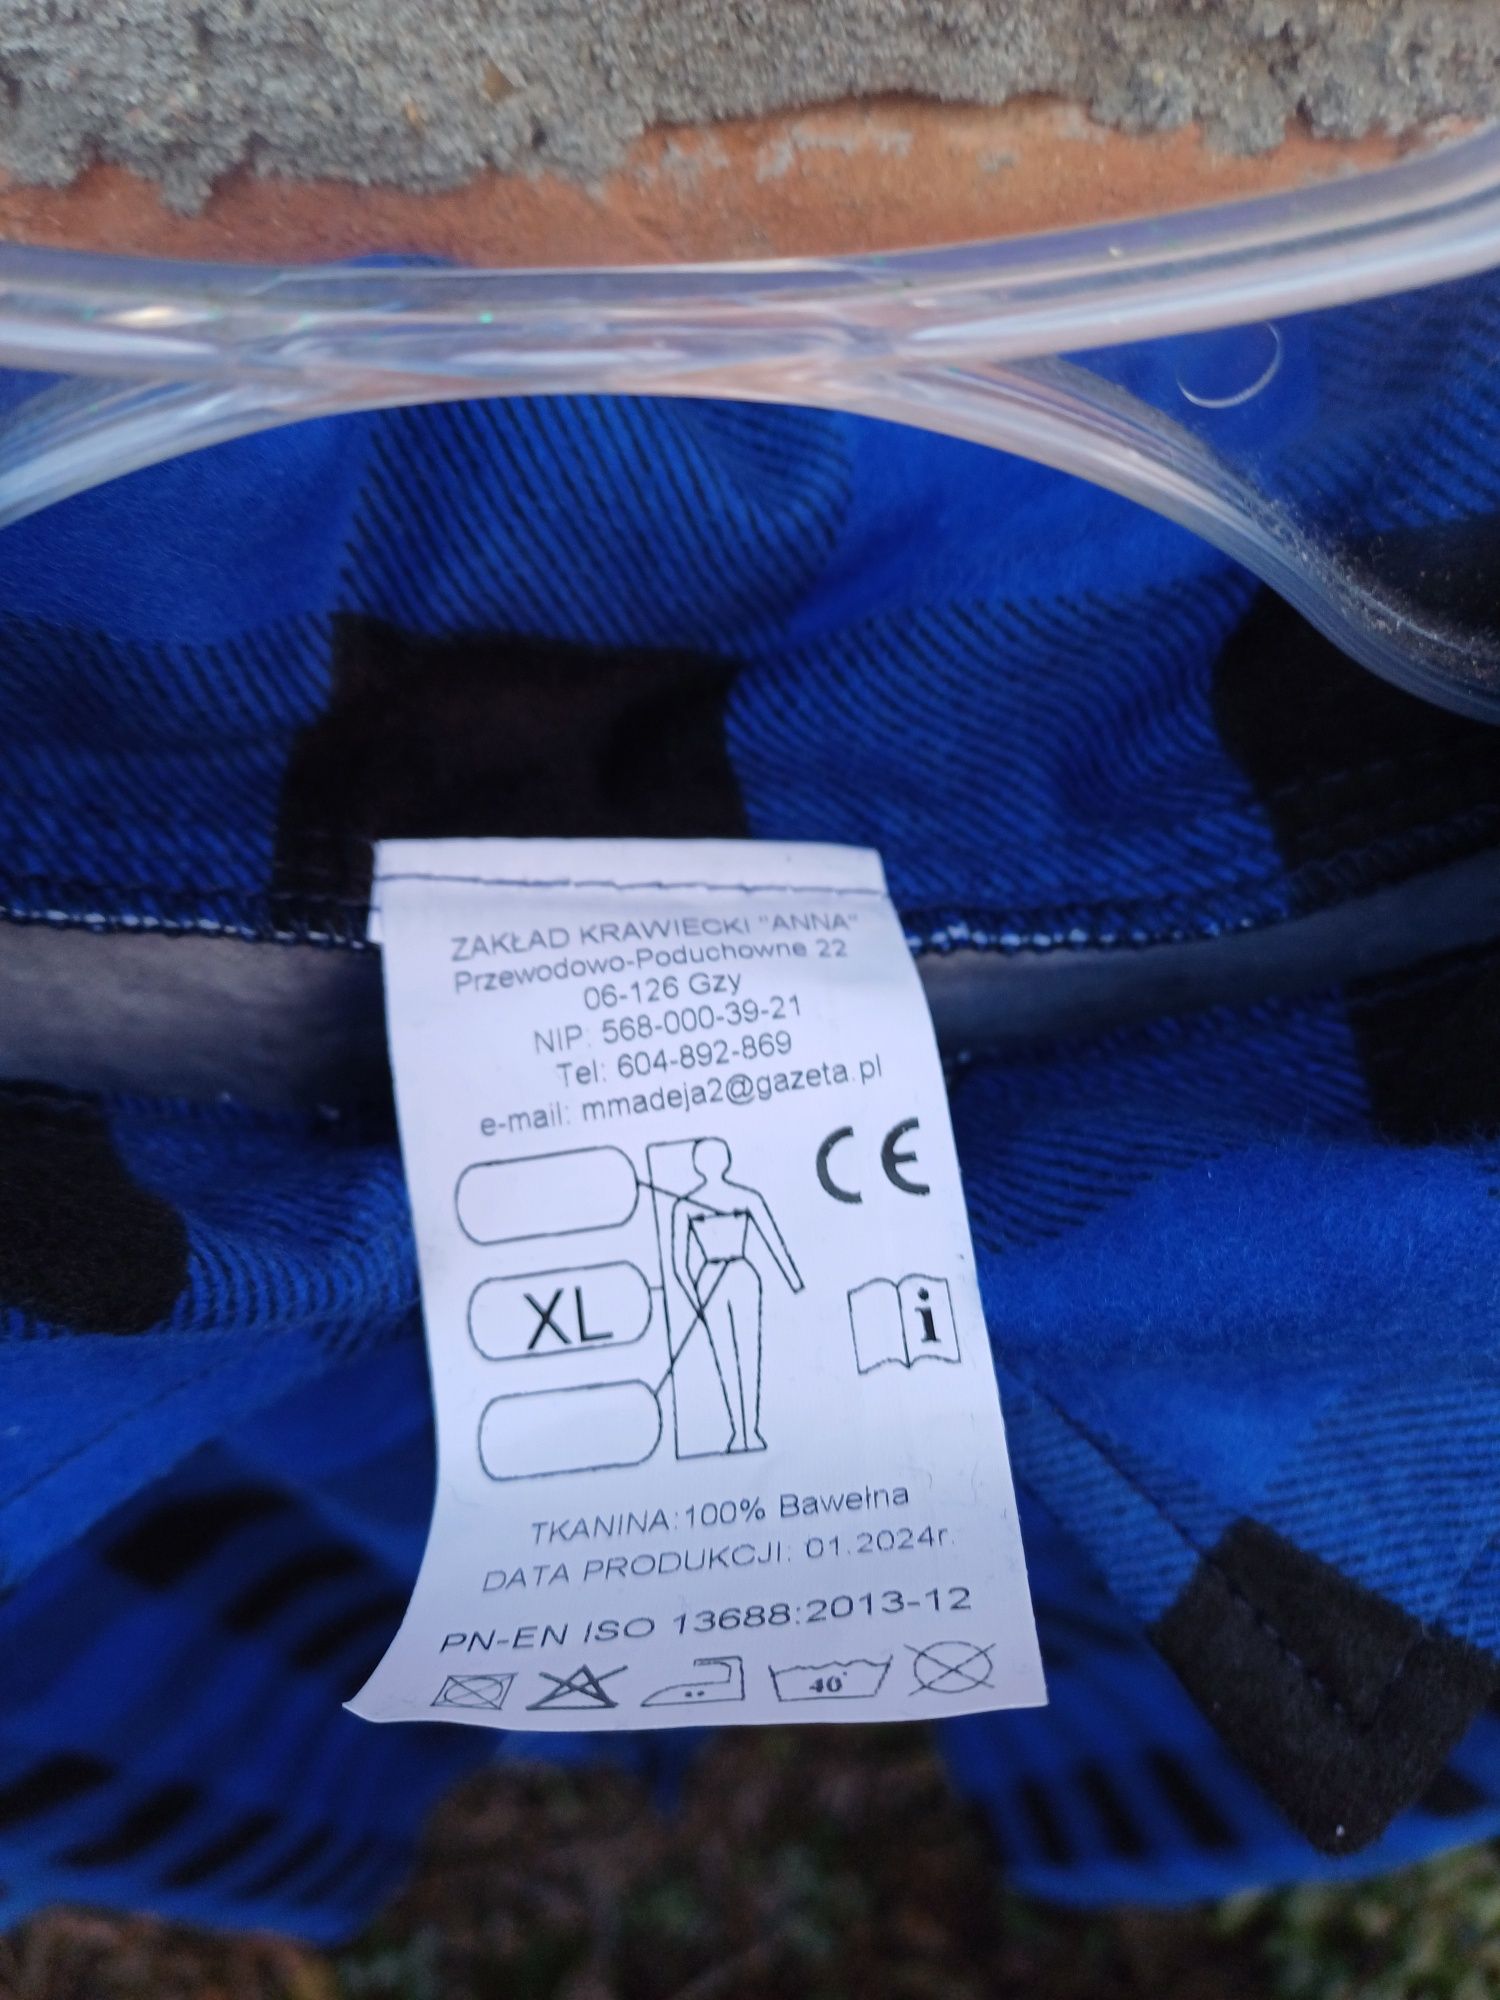 ZAKŁAD KRAWIECKI "ANNA"
Przewodowo-Poduchowne 22
06-126 Gzy
NIP: 568-000-39-21
Tel: 604-892-869
e-mail: mmadeja2@gazeta.pl
CE
XL
i
TKANINA:100% Bawełna
DATA PRODUKCJI: 01.2024r.
PN-EN ISO 13688:2013-12
40°